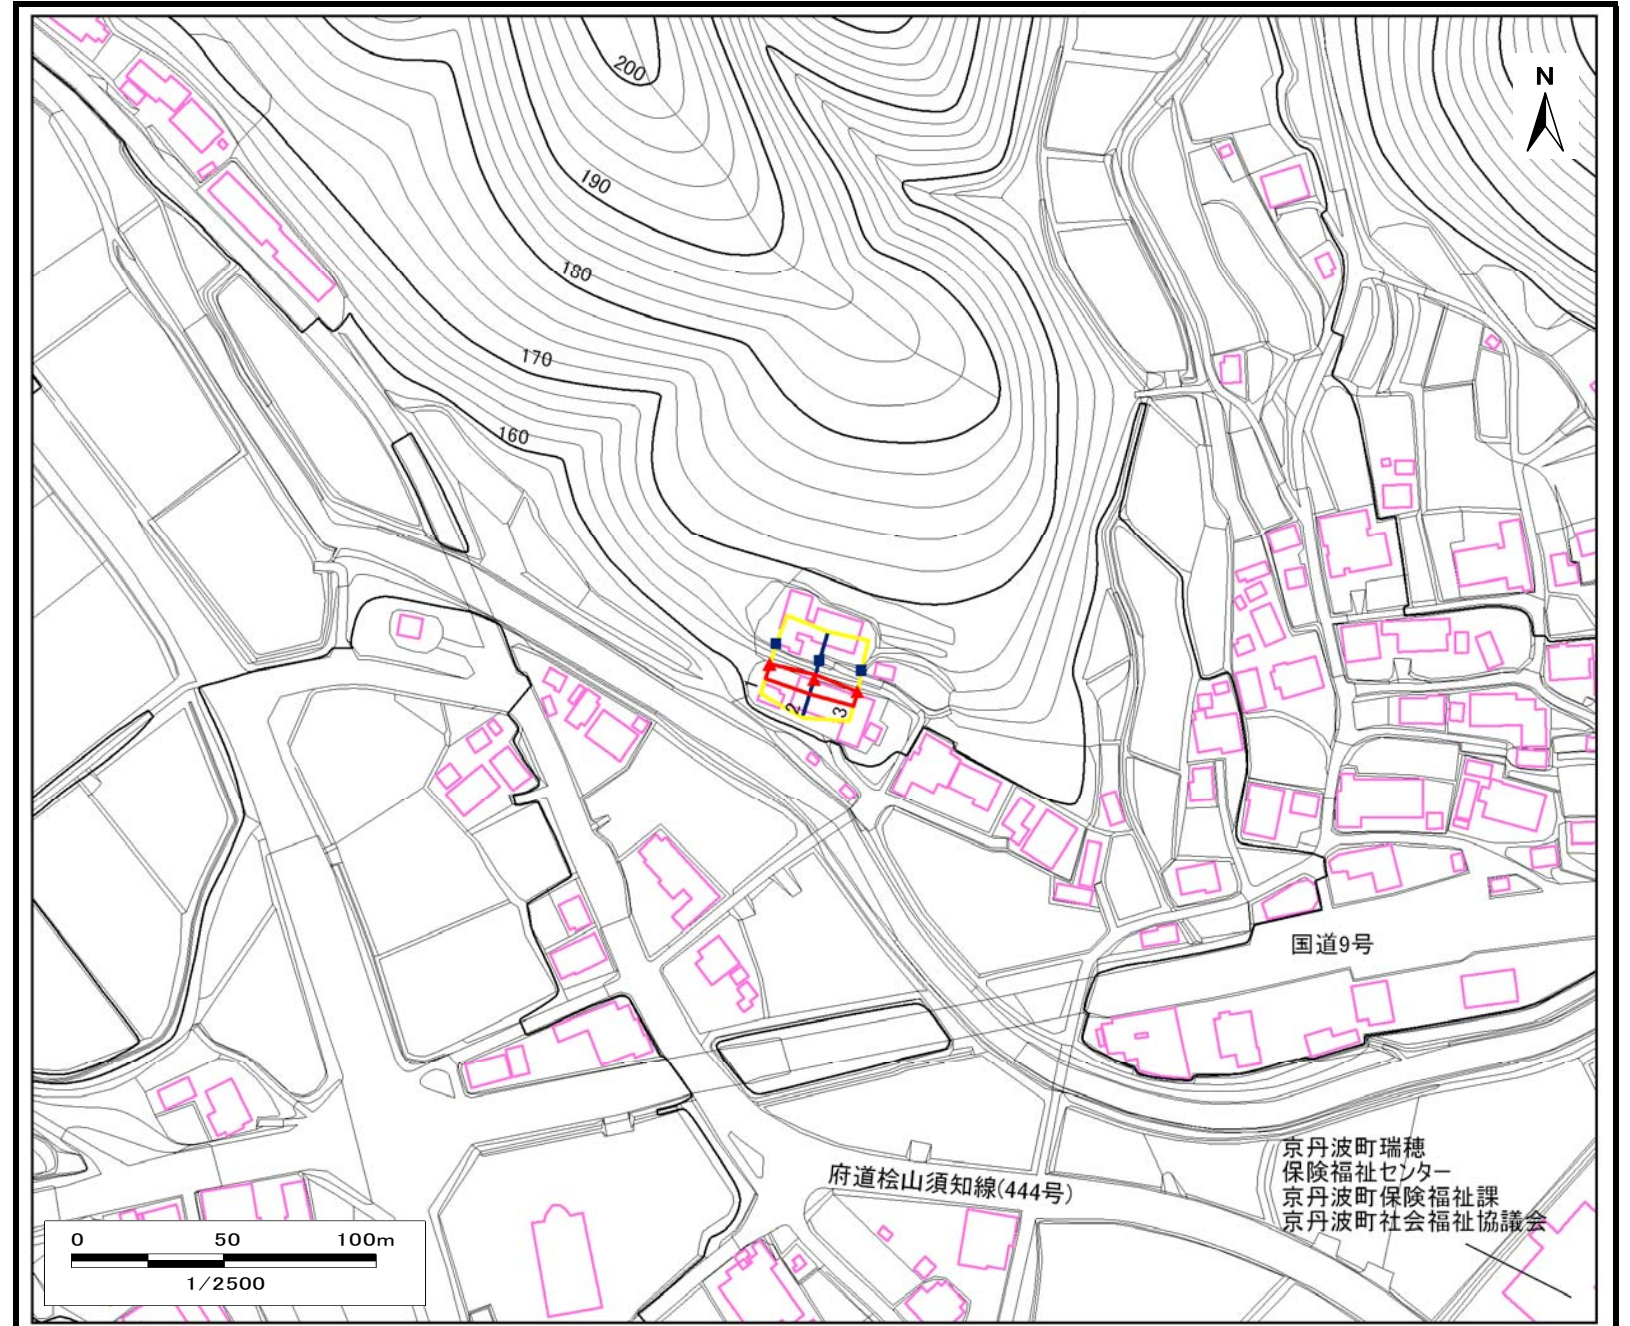 200
N
190
180
170
160
1
2
3
国道9号
京丹波町瑞穂
保険福祉センター
京丹波町保険福祉課
京丹波町社会福祉協議会
府道桧山須知線(444号)
0 50 100m
1/2500